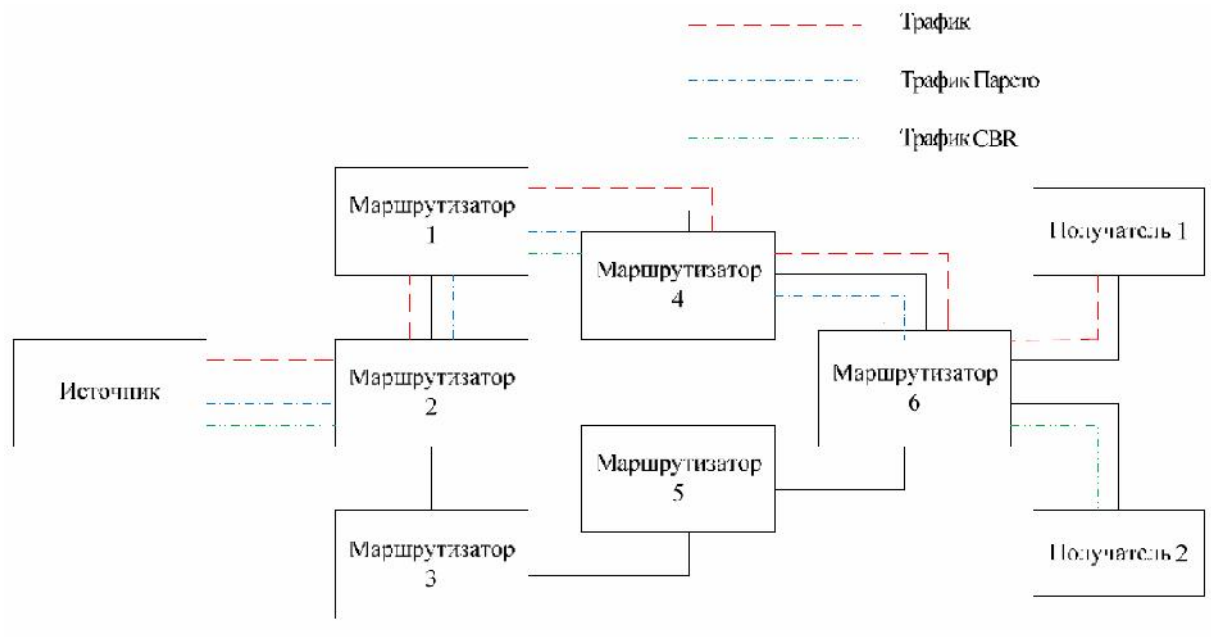 Трафик
Трафик Парето
Трафик CBR
Маршрутизатор
1
Получатель 1
Маршрутизатор
4
Источник
Маршрутизатор
2
Маршрутизатор
6
Маршрутизатор
5
Маршрутизатор
3
Получатель 2